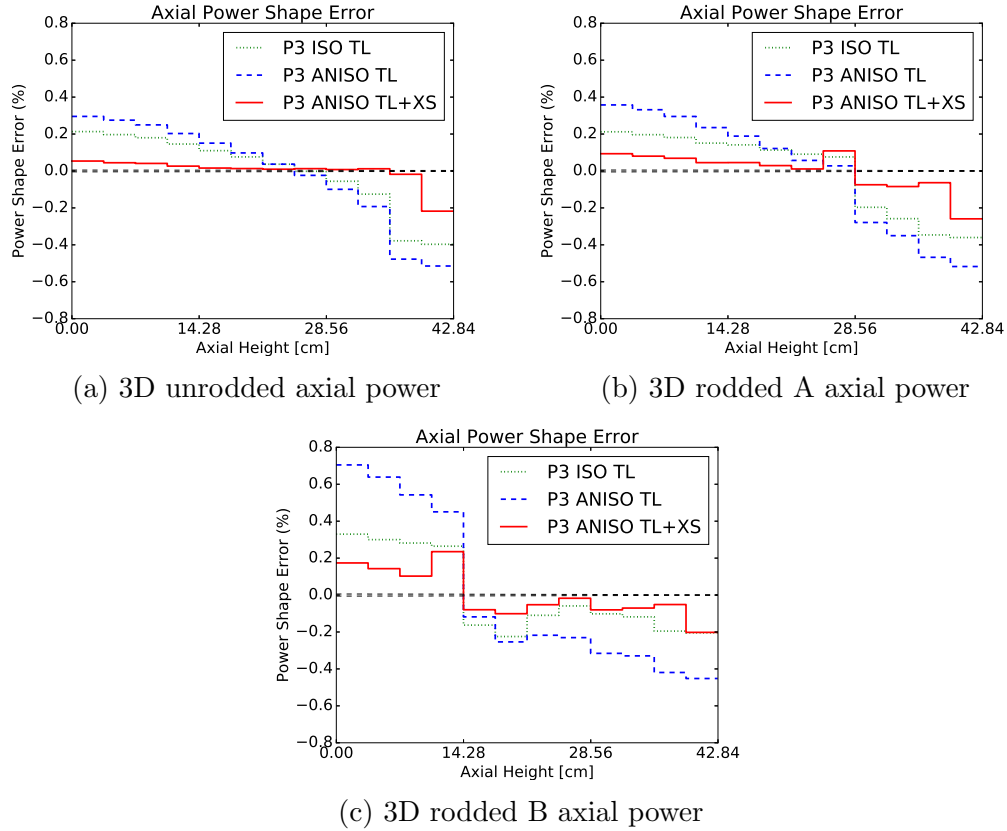 Axial Power Shape Error
0.8
0.6
0.4
0.2
0.0
−0.2
−0.4
−0.6
−0.8
Power Shape Error (%)
P3 ISO TL
P3 ANISO TL
P3 ANISO TL+XS
0.00
14.28
28.56
42.84
Axial Height [cm]
(a) 3D unrodded axial power
Axial Power Shape Error
0.8
0.6
0.4
0.2
0.0
−0.2
−0.4
−0.6
−0.8
Power Shape Error (%)
P3 ISO TL
P3 ANISO TL
P3 ANISO TL+XS
0.00
14.28
28.56
42.84
Axial Height [cm]
(b) 3D rodded A axial power
Axial Power Shape Error
0.8
0.6
0.4
0.2
0.0
−0.2
−0.4
−0.6
−0.8
Power Shape Error (%)
P3 ISO TL
P3 ANISO TL
P3 ANISO TL+XS
0.00
14.28
28.56
42.84
Axial Height [cm]
(c) 3D rodded B axial power